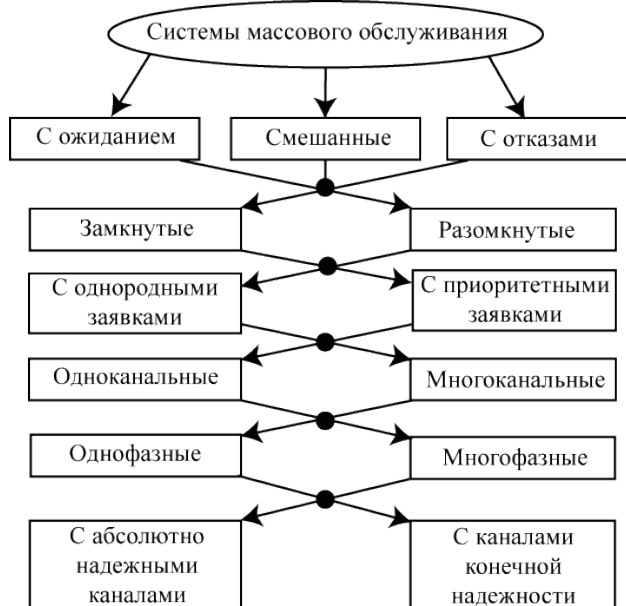 Системы массового обслуживания
С ожиданием
Смешанные
С отказами
Замкнутые
Разомкнутые
С однородными
заявками
С приоритетными
заявками
Одноканальные
Многоканальные
Однофазные
Многофазные
С абсолютно
надежными
каналами
С каналами
конечной
надежности